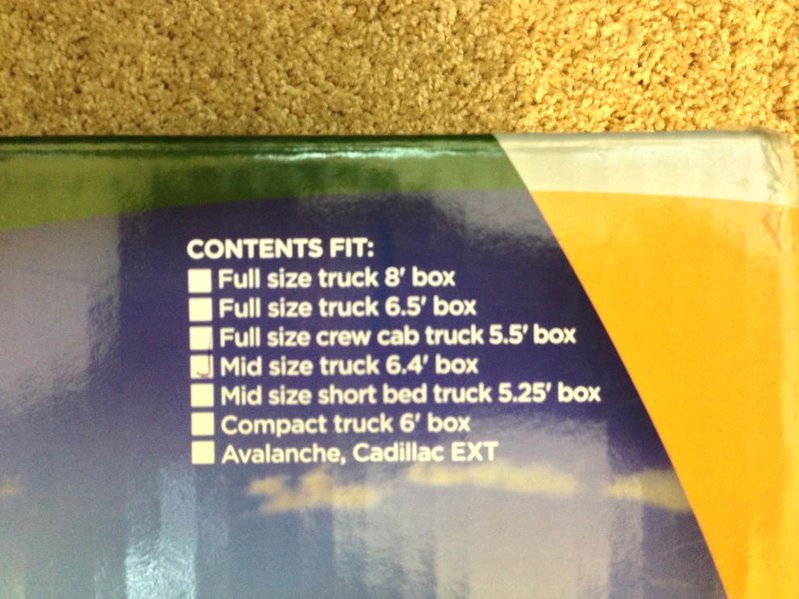 CONTENTS FIT:
Full size truck 8' box
Full size truck 6.5' box
Full size crew cab truck 5.5' box
Mid size truck 6.4' box
Mid size short bed truck 5.25' box
Compact truck 6' box
Avalanche, Cadillac EXT